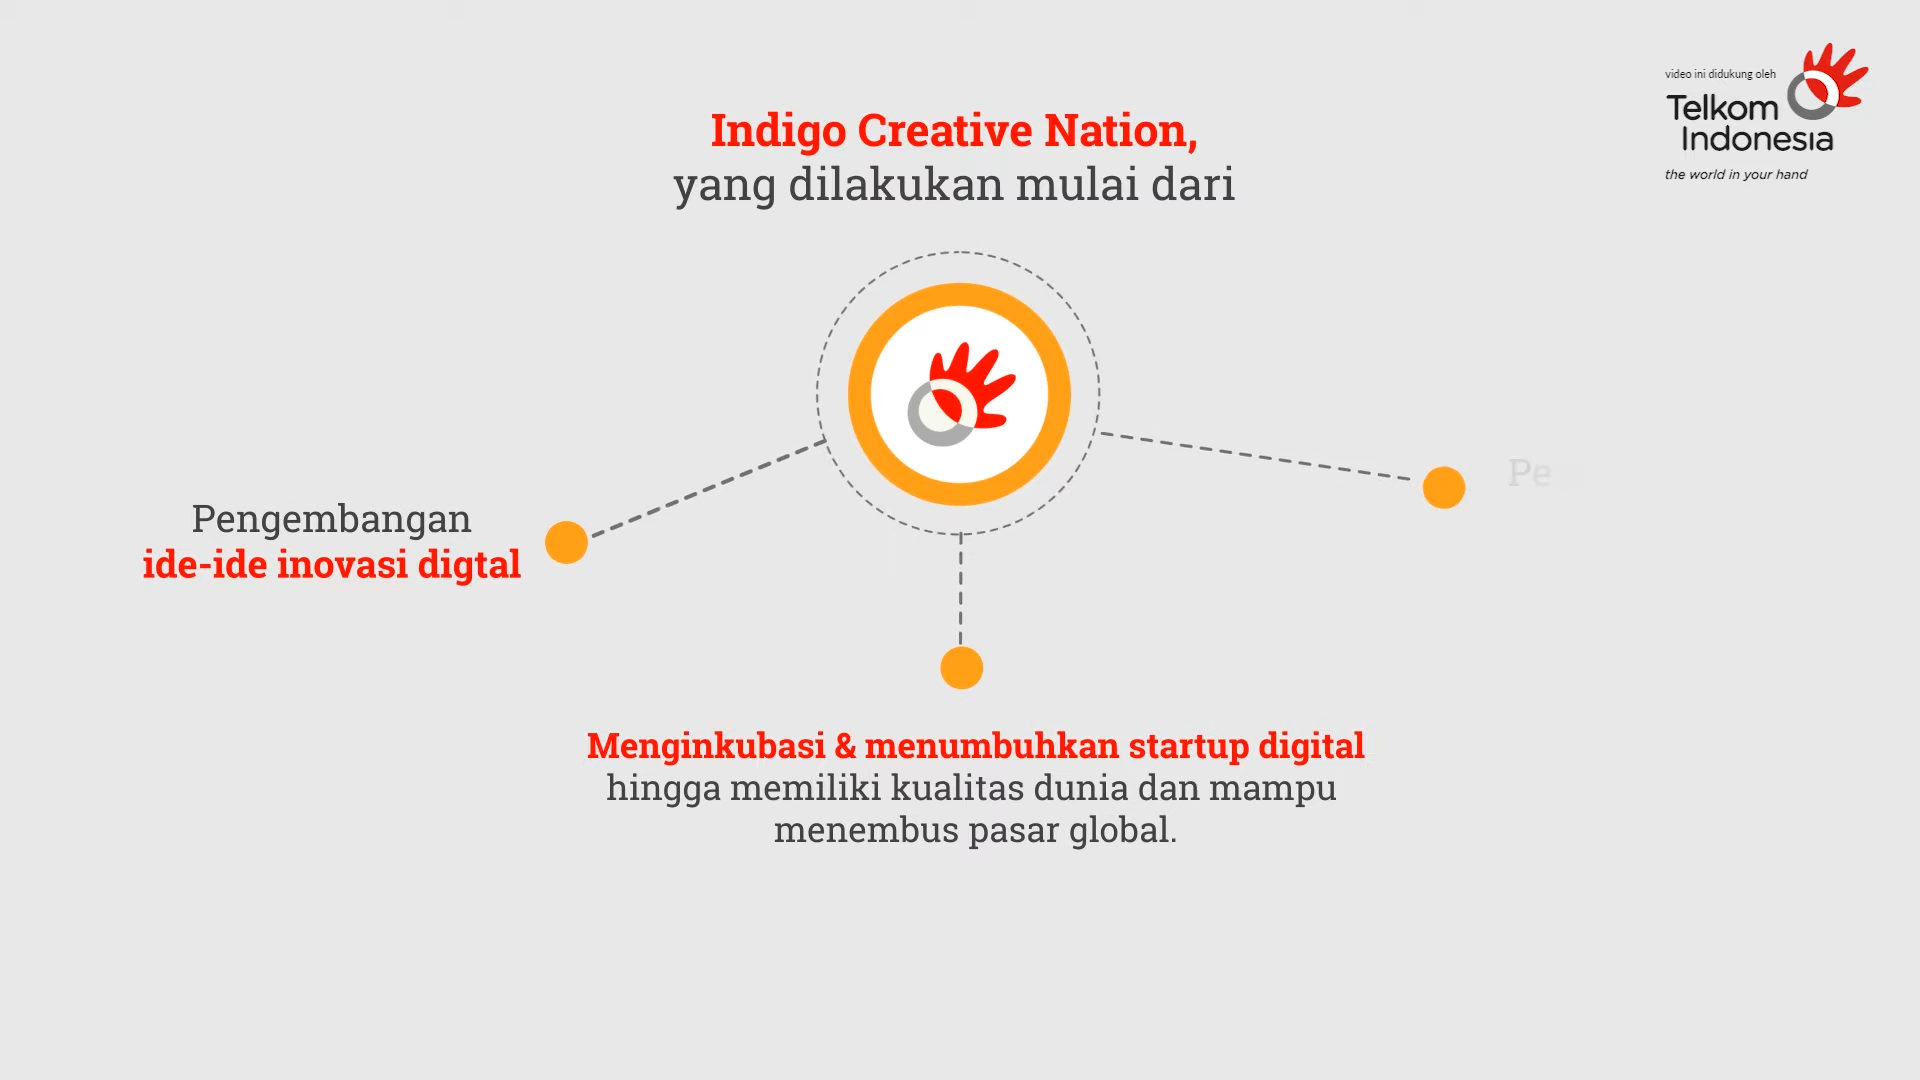 video ini didukung oleh
Telkom
Indonesia
the world in your hand
Indigo Creative Nation,
yang dilakukan mulai dari
Pengembangan
ide-ide inovasi digtal
Menginkubasi & menumbuhkan startup digital
hingga memiliki kualitas dunia dan mampu
menembus pasar global.
Pe